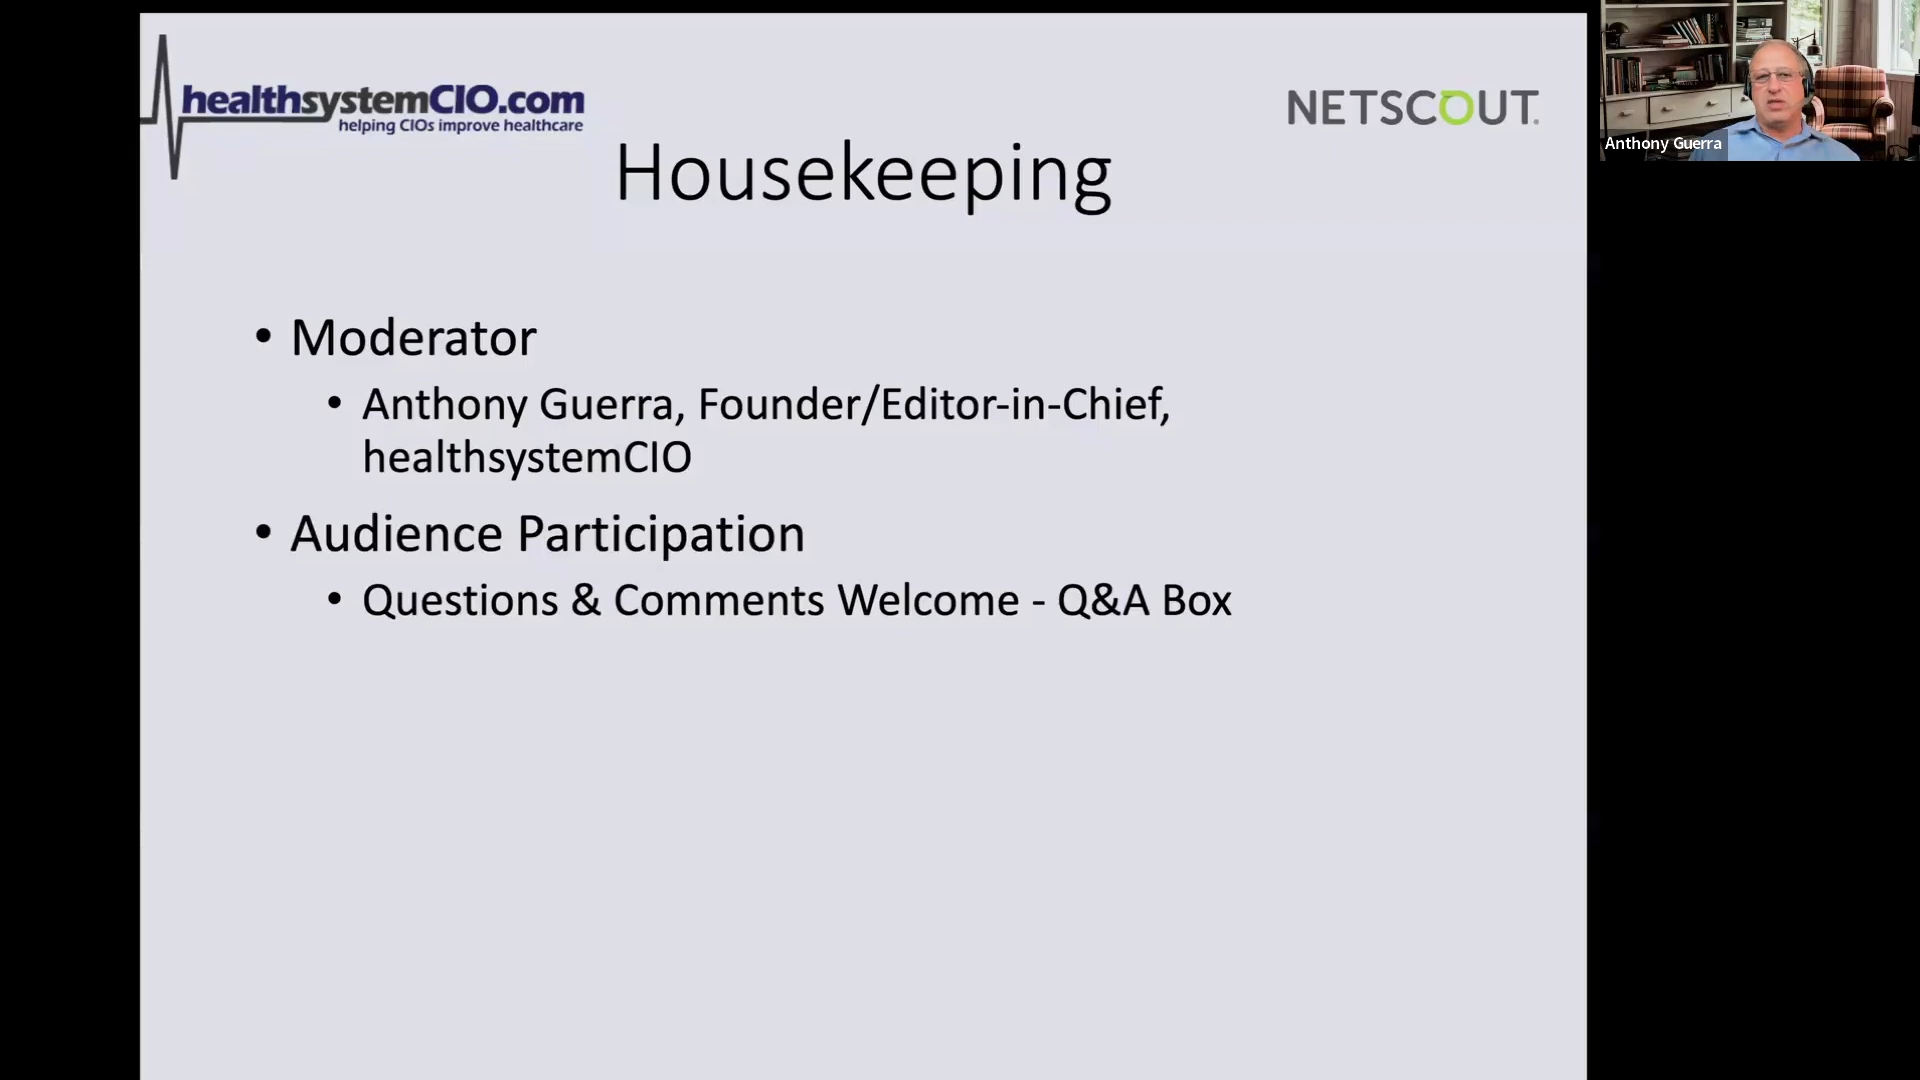 healthsystemCIO.com
helping CIOs improve healthcare
NETSCOUT.
Anthony Guerra
Housekeeping
• Moderator
• Anthony Guerra, Founder/Editor-in-Chief,
healthsystemCIO
• Audience Participation
• Questions & Comments Welcome - Q&A Box